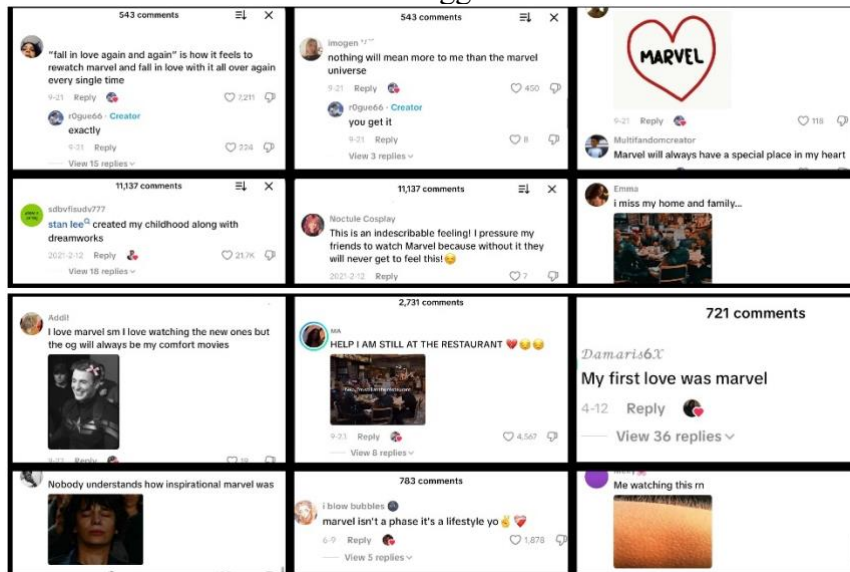 543 comments
"fall in love again and again" is how it feels to
rewatch marvel and fall in love with it all over again
every single time
9-21 Reply 7,211
r0gue66 · Creator
exactly
9-21 Reply 224
View 15 replies
543 comments
imogen
nothing will mean more to me than the marvel
universe
9-21 Reply 450
r0gue66 · Creator
you get it
9-21 Reply 8
View 3 replies
MARVEL
9-21 Reply 118
Multifandomcreator
Marvel will always have a special place in my heart
11,137 comments
sdbvfisudv777
stan lee created my childhood along with
dreamworks
2021-2-12 Reply 21.7K
View 18 replies
11,137 comments
Noctule Cosplay
This is an indescribable feeling! I pressure my
friends to watch Marvel because without it they
will never get to feel this!
2021-2-12 Reply 7
Emma
i miss my home and family...
Addi!
I love marvel sm I love watching the new ones but
the og will always be my comfort movies
Reply
2,731 comments
MA
HELP I AM STILL AT THE RESTAURANT
9-21 Reply 4,567
View 8 replies
721 comments
Damaris6X
My first love was marvel
4-12 Reply
View 36 replies
Nobody understands how inspirational marvel was
783 comments
i blow bubbles
marvel isn't a phase it's a lifestyle yo
6-9 Reply 1,878
View 5 replies
Me watching this rn